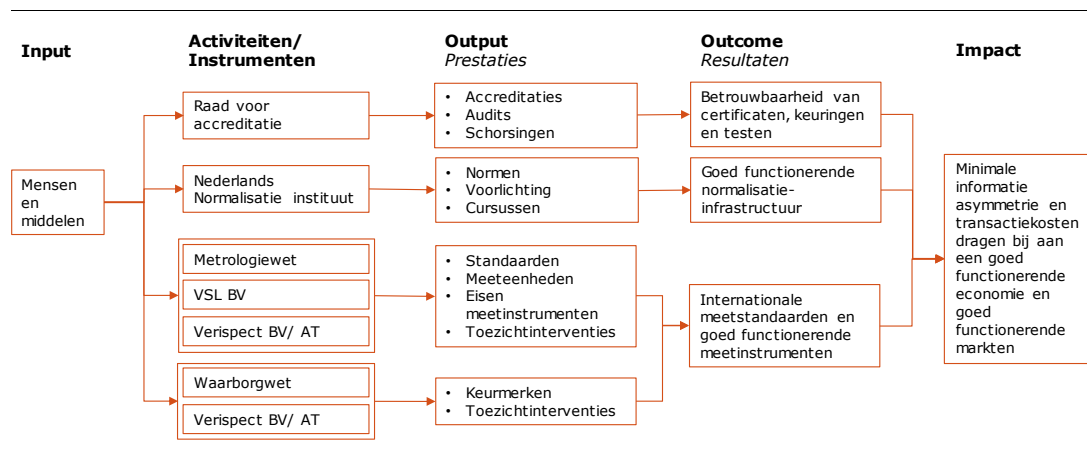 Input
Activiteiten/
Instrumenten
Output
Prestaties
Outcome
Resultaten
Impact
Mensen
en
middelen
Raad voor
accreditatie
• Accreditaties
• Audits
• Schorsingen
Betrouwbaarheid van
certificaten, keuringen
en testen
Nederlands
Normalisatie instituut
• Normen
• Voorlichting
• Cursussen
Goed functionerende
normalisatie-
infrastructuur
Metrologiewet
VSL BV
Verispect BV/ AT
• Standaarden
• Meeteenheden
• Eisen
meetinstrumenten
• Toezichtinterventies
Internationale
meetstandaarden en
goed functionerende
meetinstrumenten
Waarborgwet
Verispect BV/ AT
• Keurmerken
• Toezichtinterventies
Minimale
informatie
asymmetrie en
transactiekosten
dragen bij aan
een goed
functionerende
economie en
goed
functionerende
markten